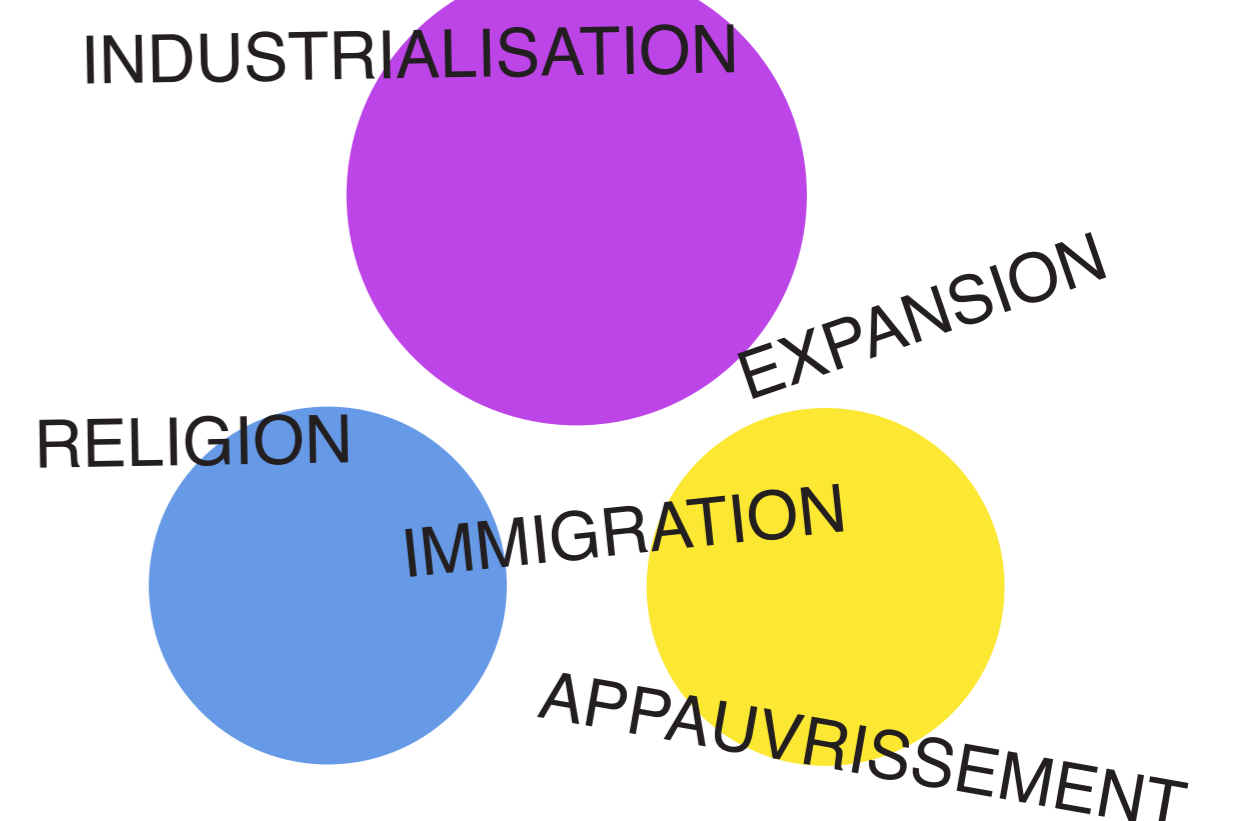 INDUSTRIALISATION
EXPANSION
RELIGION
IMMIGRATION
APPAUVRISSEMENT